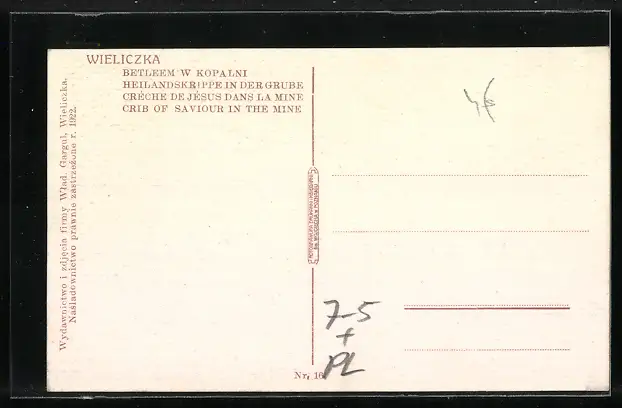 WIELICZKA
BETLEEM W KOPALNI
HEILANDSKRIPPE IN DER GRUBE
CRÈCHE DE JÉSUS DANS LA MINE
CRIB OF SAVIOUR IN THE MINE
Wydawnictwo i zdjęcia firmy Wład. Gargul, Wieliczka.
Naśladownictwo prawnie zastrzeżone r. 1922.
7-5
+
PL
Nr. 16